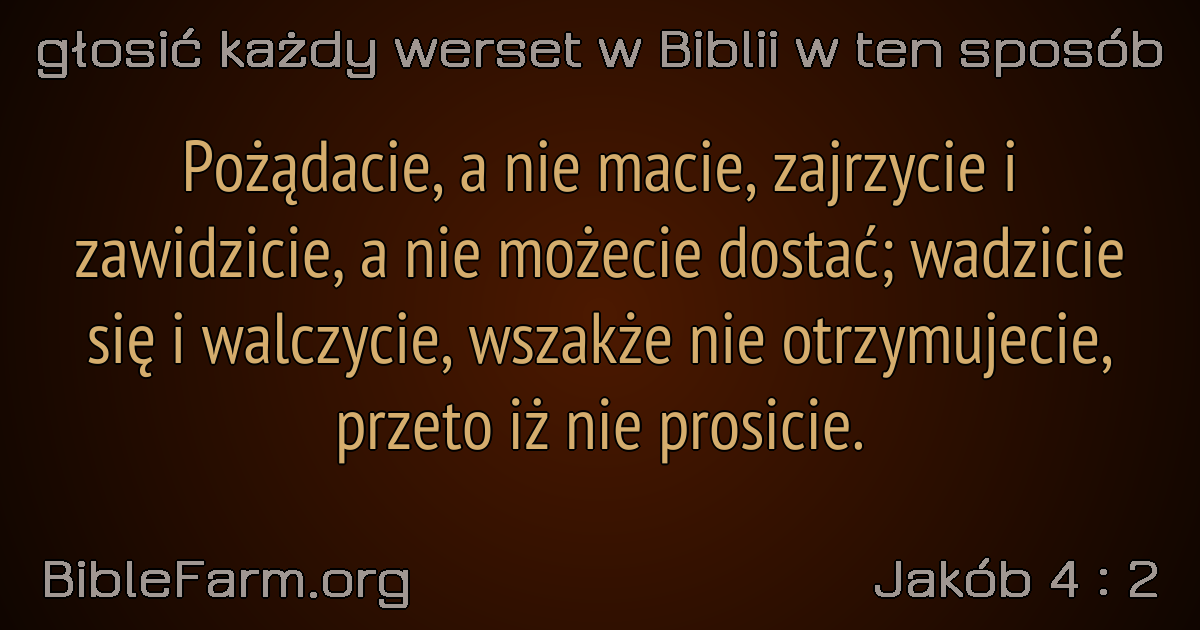 głosić każdy werset w Biblii w ten sposób
Pożądacie, a nie macie, zajrzycie i
zawidzicie, a nie możecie dostać; wadzicie
się i walczycie, wszakże nie otrzymujecie,
przeto iż nie prosicie.
BibleFarm.org
Jakób 4 : 2